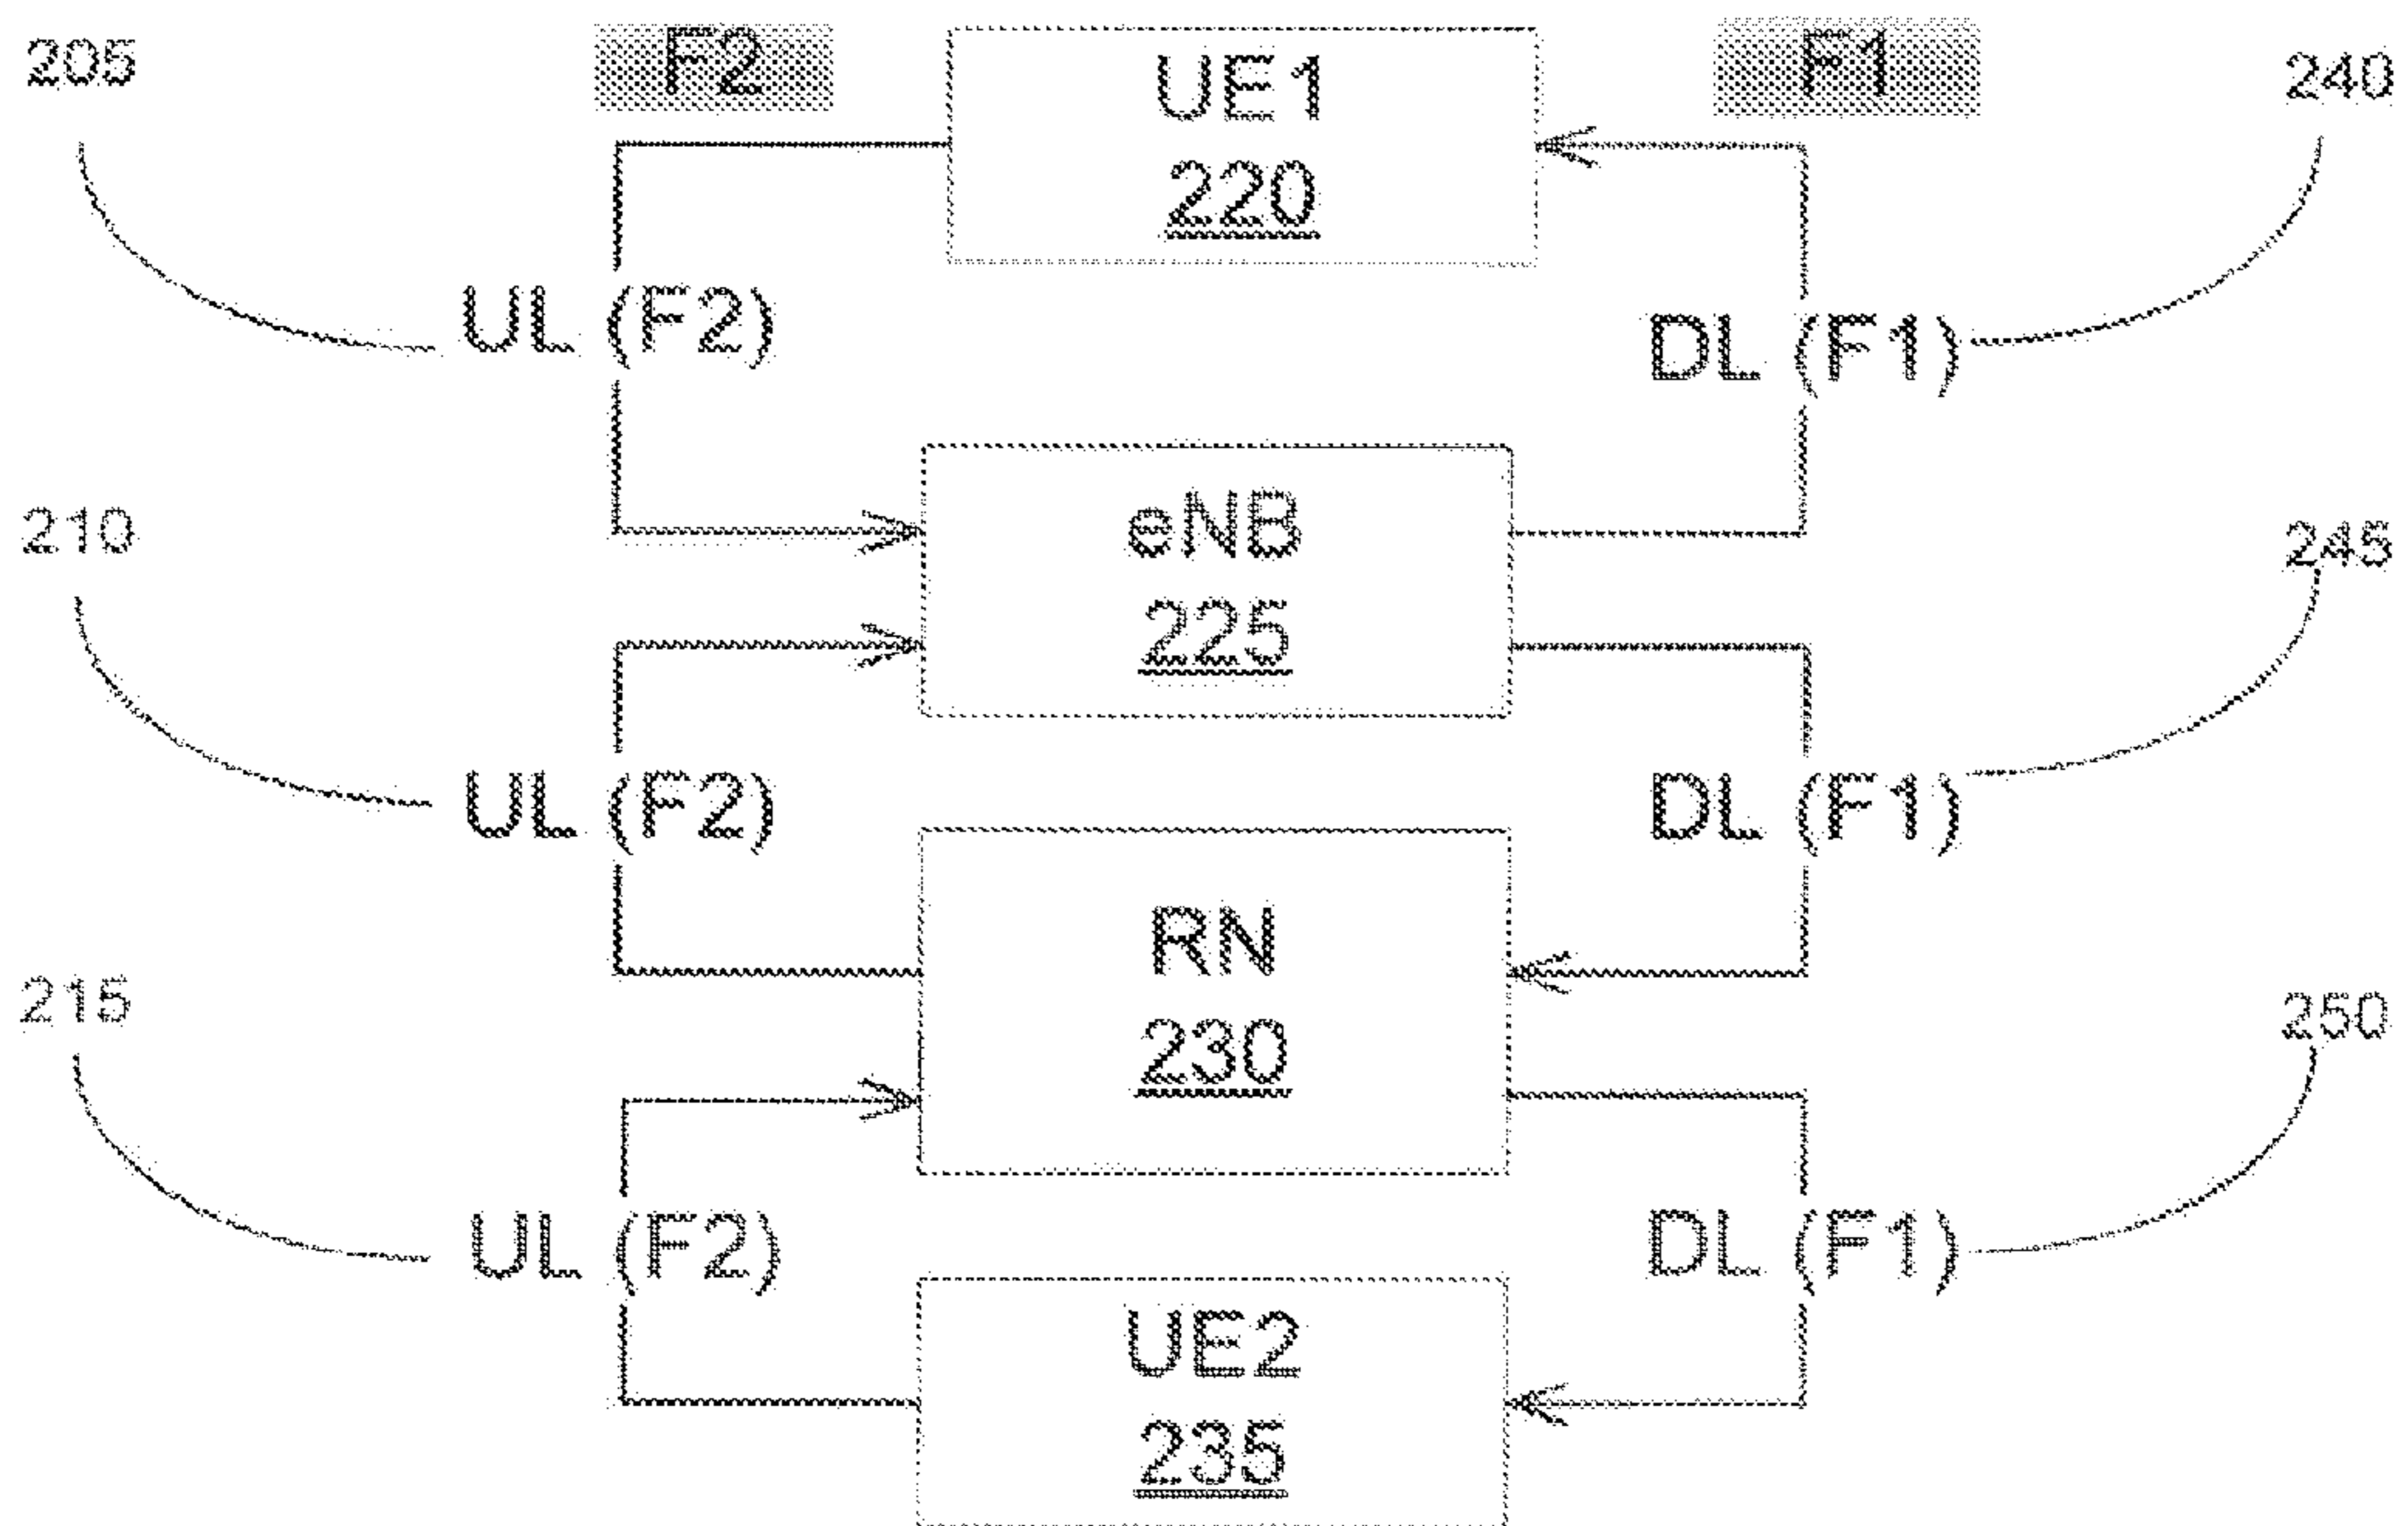 205
F2
UE1
F1
240
220
UL (F2)
DL (F1)
210
eNB
245
225
UL (F2)
DL (F1)
RN
215
250
230
UL (F2)
DL (F1)
UE2
235